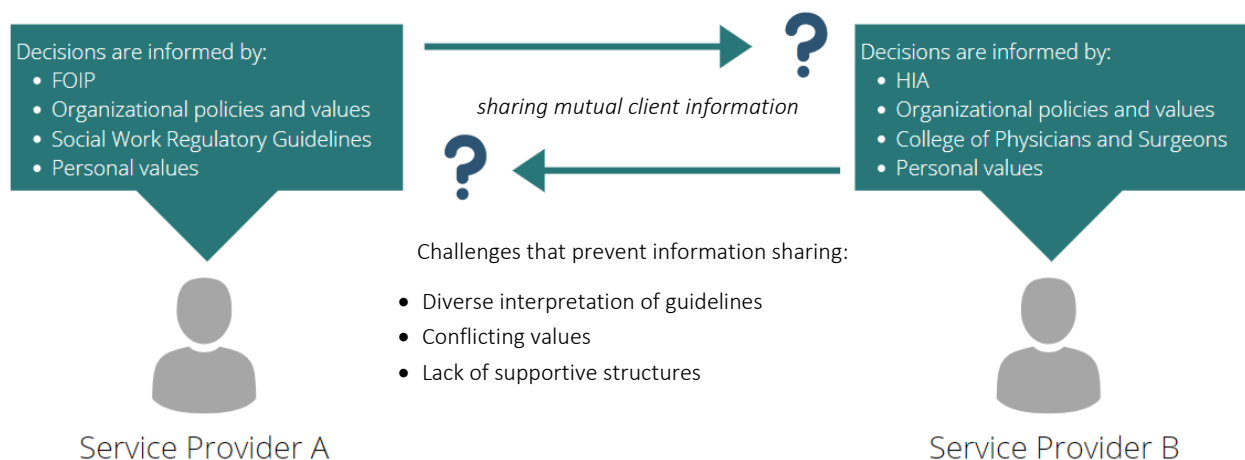 Decisions are informed by:
• FOIP
• Organizational policies and values
• Social Work Regulatory Guidelines
• Personal values
?
sharing mutual client information
?
Decisions are informed by:
• HIA
• Organizational policies and values
• College of Physicians and Surgeons
• Personal values
Challenges that prevent information sharing:
• Diverse interpretation of guidelines
• Conflicting values
• Lack of supportive structures
Service Provider A
Service Provider B